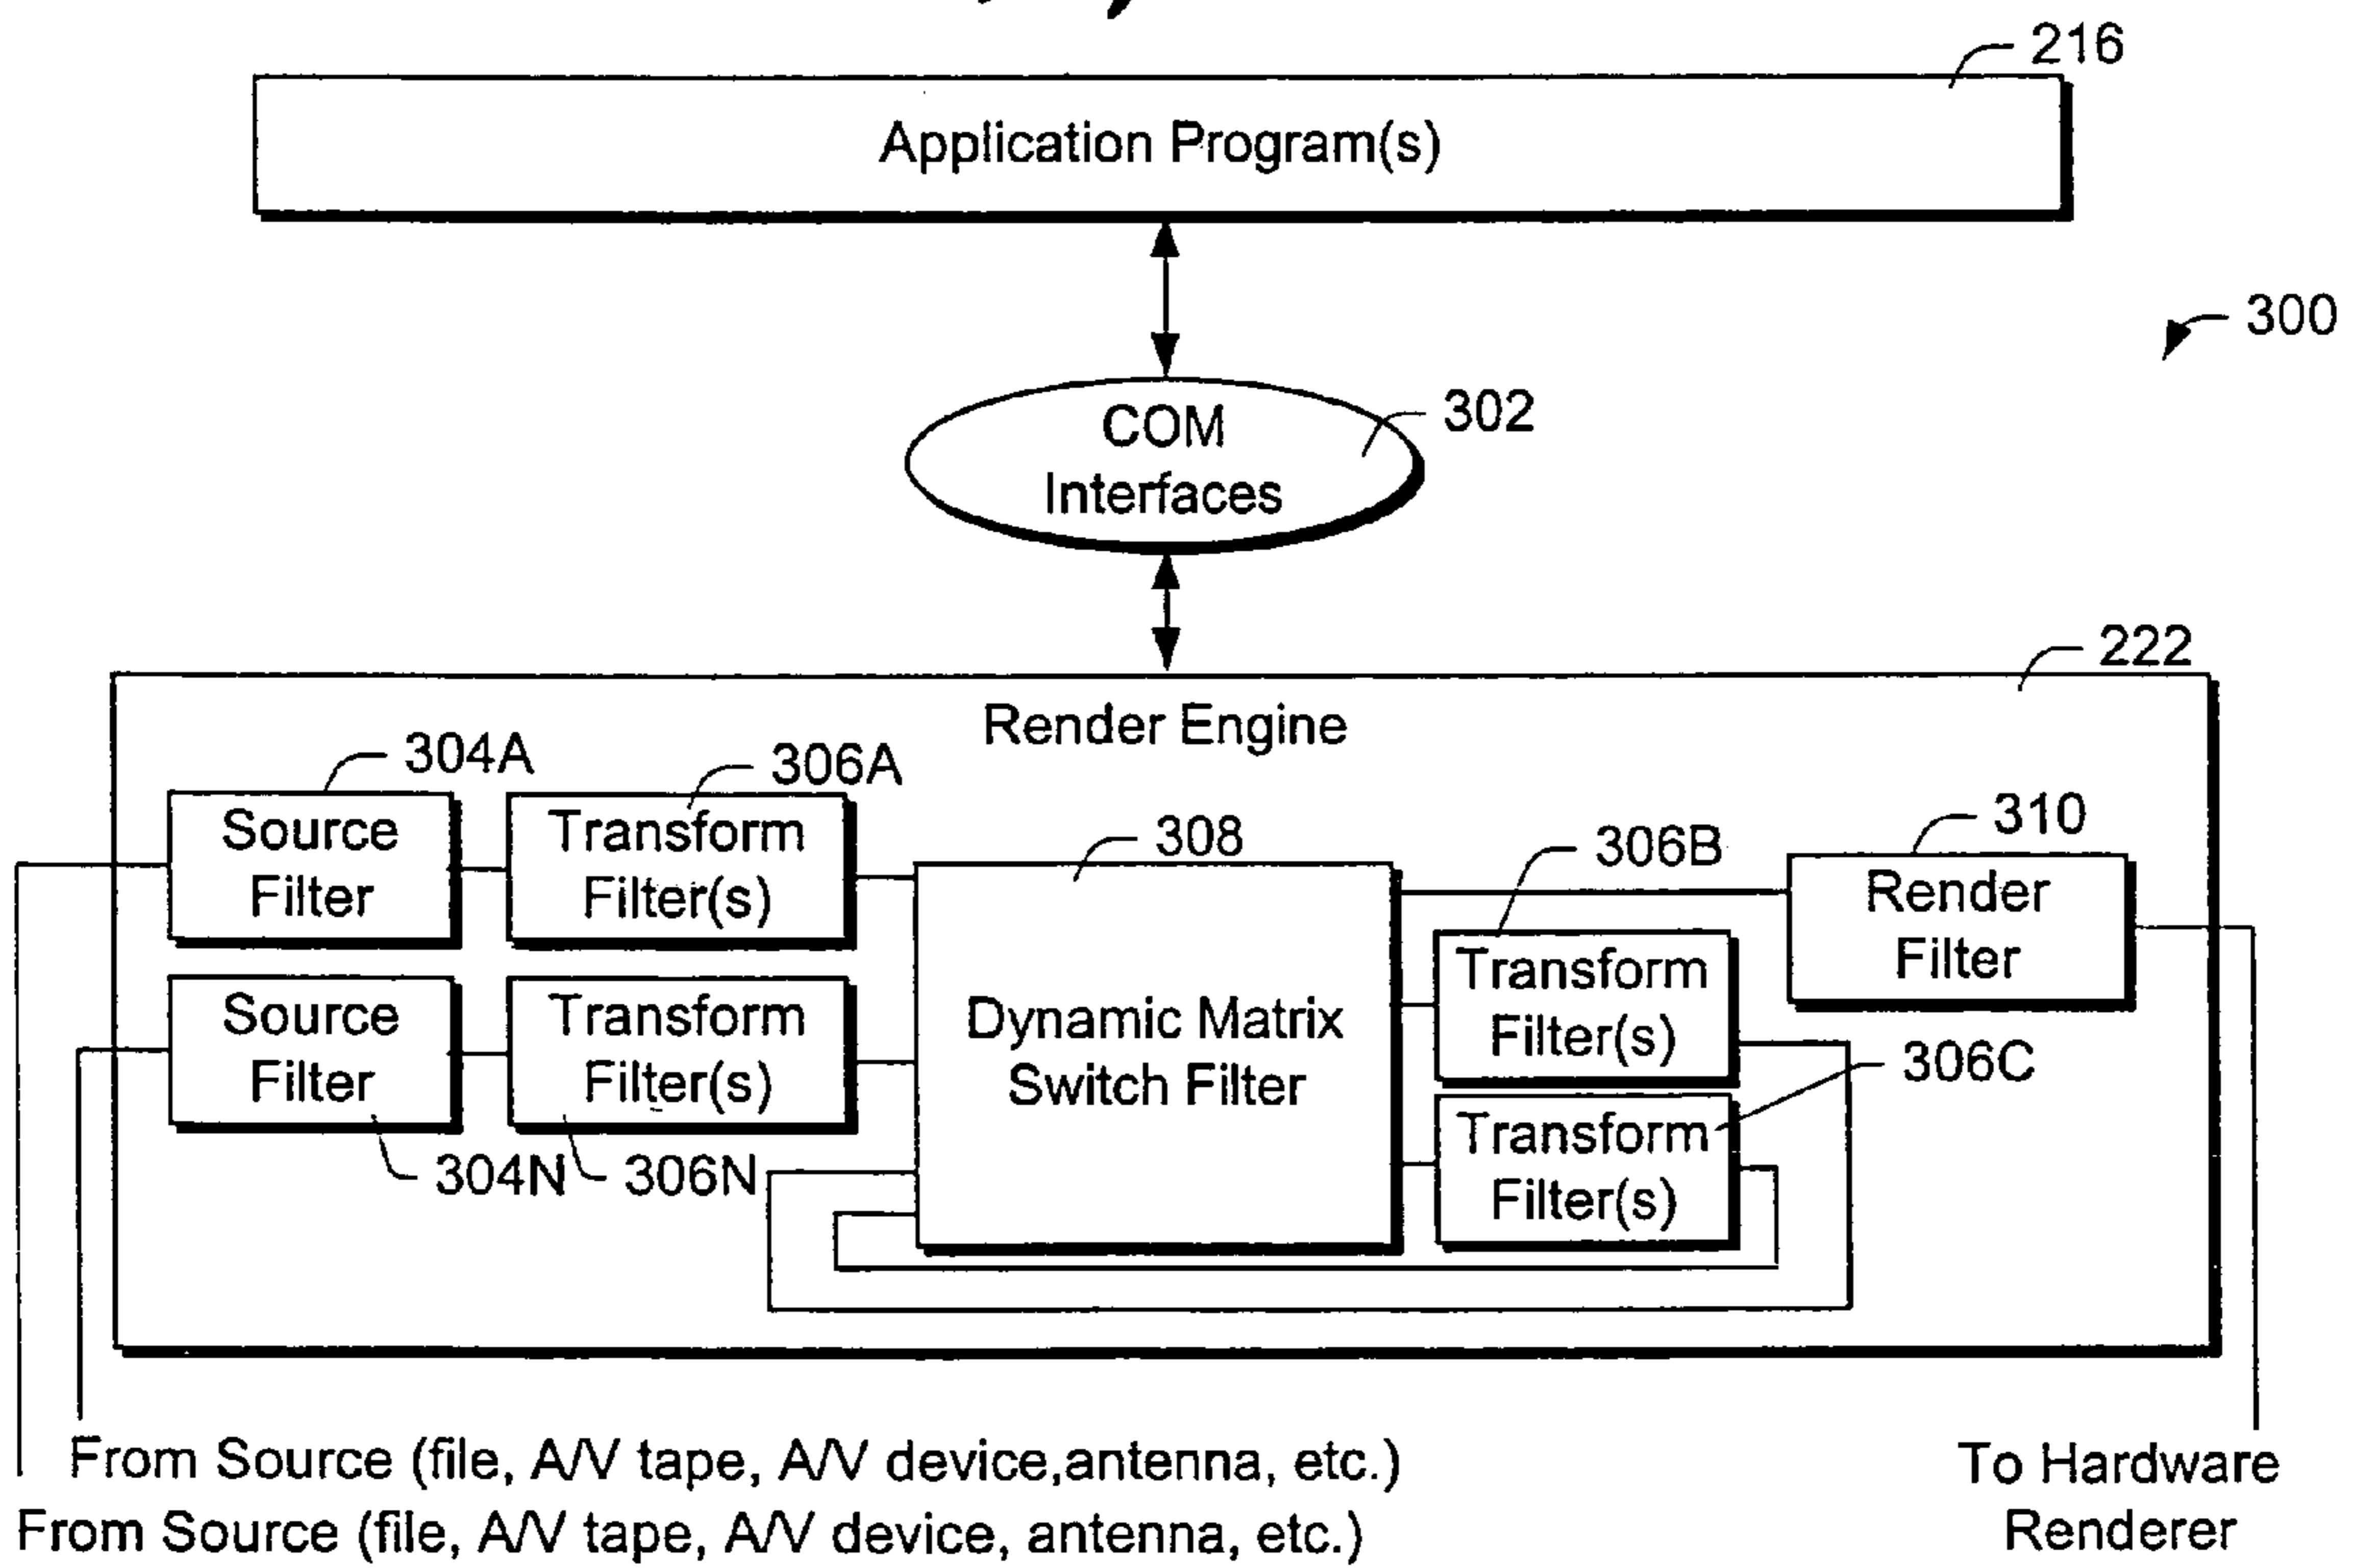 216
Application Program(s)
300
COM
Interfaces
302
222
Render Engine
304A
306A
308
306B
310
Source
Filter
Transform
Filter(s)
Render
Filter
Source
Filter
Transform
Filter(s)
Dynamic Matrix
Switch Filter
Transform
Filter(s)
306C
304N
306N
Transform
Filter(s)
From Source (file, A/V tape, A/V device,antenna, etc.)
From Source (file, A/V tape, A/V device, antenna, etc.)
To Hardware
Renderer